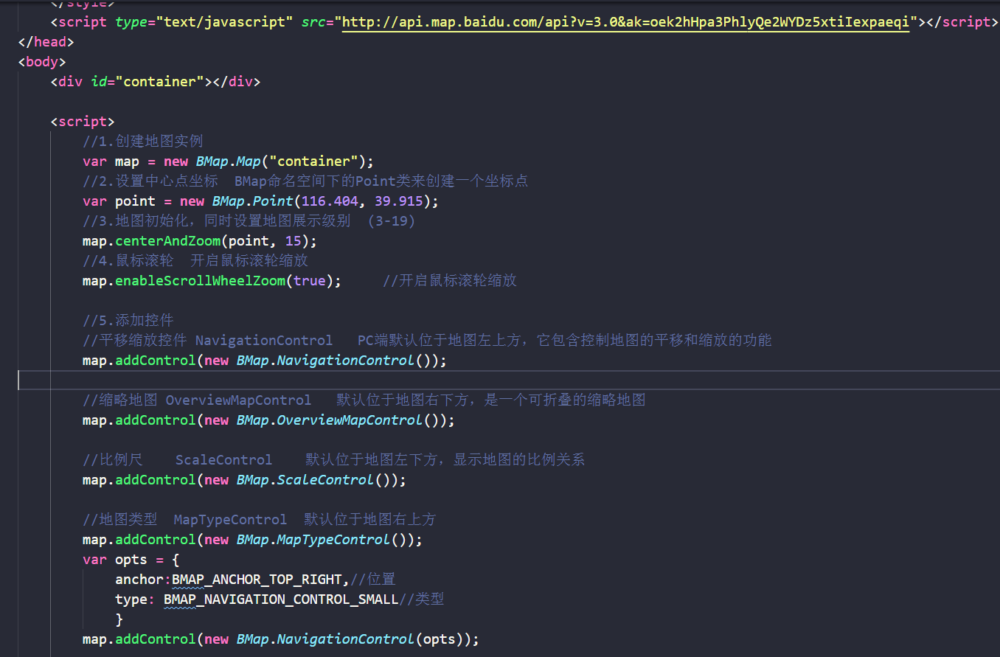 </style>
<script type="text/javascript" src="http://api.map.baidu.com/api?v=3.0&ak=oek2hHpa3PhlyQe2WYDz5xtiIexpaeqi"></script>
</head>
<body>
<div id="container"></div>
<script>
//1.创建地图实例
var map = new BMap.Map("container");
//2.设置中心点坐标  BMap命名空间下的Point类来创建一个坐标点
var point = new BMap.Point(116.404, 39.915);
//3.地图初始化，同时设置地图展示级别  (3-19)
map.centerAndZoom(point, 15);
//4.鼠标滚轮  开启鼠标滚轮缩放
map.enableScrollWheelZoom(true);     //开启鼠标滚轮缩放
//5.添加控件
//平移缩放控件 NavigationControl   PC端默认位于地图左上方，它包含控制地图的平移和缩放的功能
map.addControl(new BMap.NavigationControl());
//缩略地图 OverviewMapControl   默认位于地图右下方，是一个可折叠的缩略地图
map.addControl(new BMap.OverviewMapControl());
//比例尺    ScaleControl    默认位于地图左下方，显示地图的比例关系
map.addControl(new BMap.ScaleControl());
//地图类型  MapTypeControl  默认位于地图右上方
map.addControl(new BMap.MapTypeControl());
var opts = {
anchor:BMAP_ANCHOR_TOP_RIGHT,//位置
type: BMAP_NAVIGATION_CONTROL_SMALL//类型
}
map.addControl(new BMap.NavigationControl(opts));